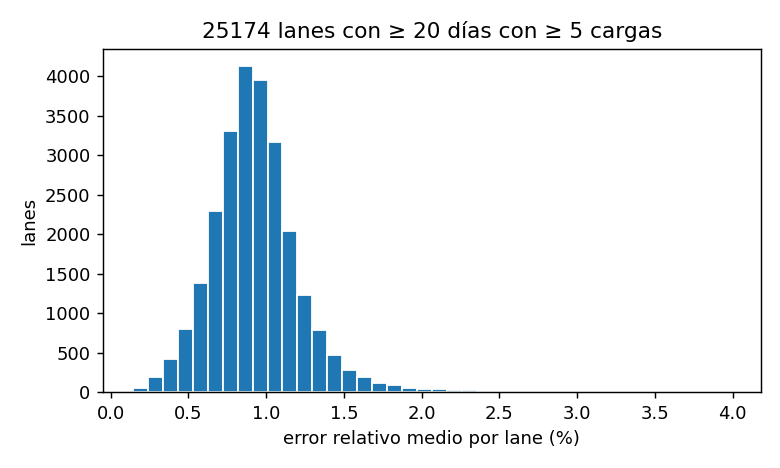 25174 lanes con ≥ 20 días con ≥ 5 cargas
4000
3500
3000
2500
2000
1500
1000
500
0
lanes
0.0 0.5 1.0 1.5 2.0 2.5 3.0 3.5 4.0
error relativo medio por lane (%)